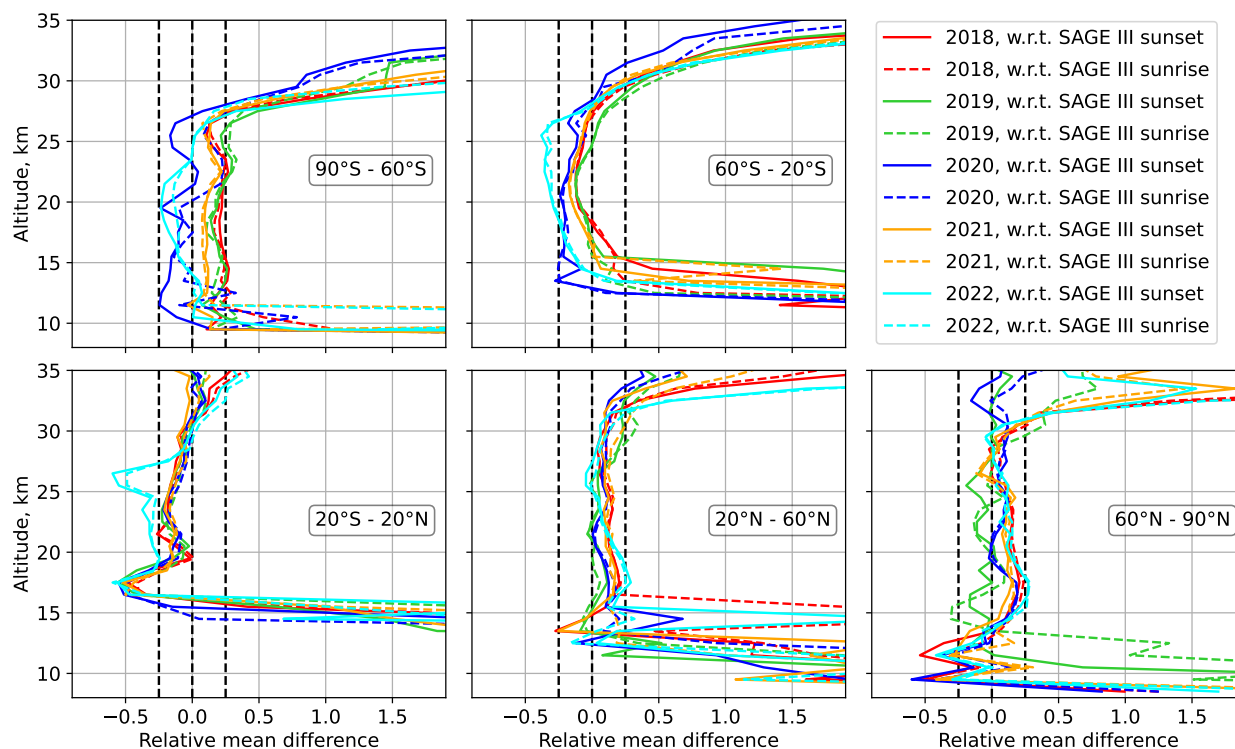 35
30
25
20
15
10
Altitude, km
90°S - 60°S
60°S - 20°S
2018, w.r.t. SAGE III sunset
2018, w.r.t. SAGE III sunrise
2019, w.r.t. SAGE III sunset
2019, w.r.t. SAGE III sunrise
2020, w.r.t. SAGE III sunset
2020, w.r.t. SAGE III sunrise
2021, w.r.t. SAGE III sunset
2021, w.r.t. SAGE III sunrise
2022, w.r.t. SAGE III sunset
2022, w.r.t. SAGE III sunrise
35
30
25
20
15
10
Altitude, km
20°S - 20°N
20°N - 60°N
60°N - 90°N
−0.5 0.0 0.5 1.0 1.5
−0.5 0.0 0.5 1.0 1.5
−0.5 0.0 0.5 1.0 1.5
Relative mean difference
Relative mean difference
Relative mean difference